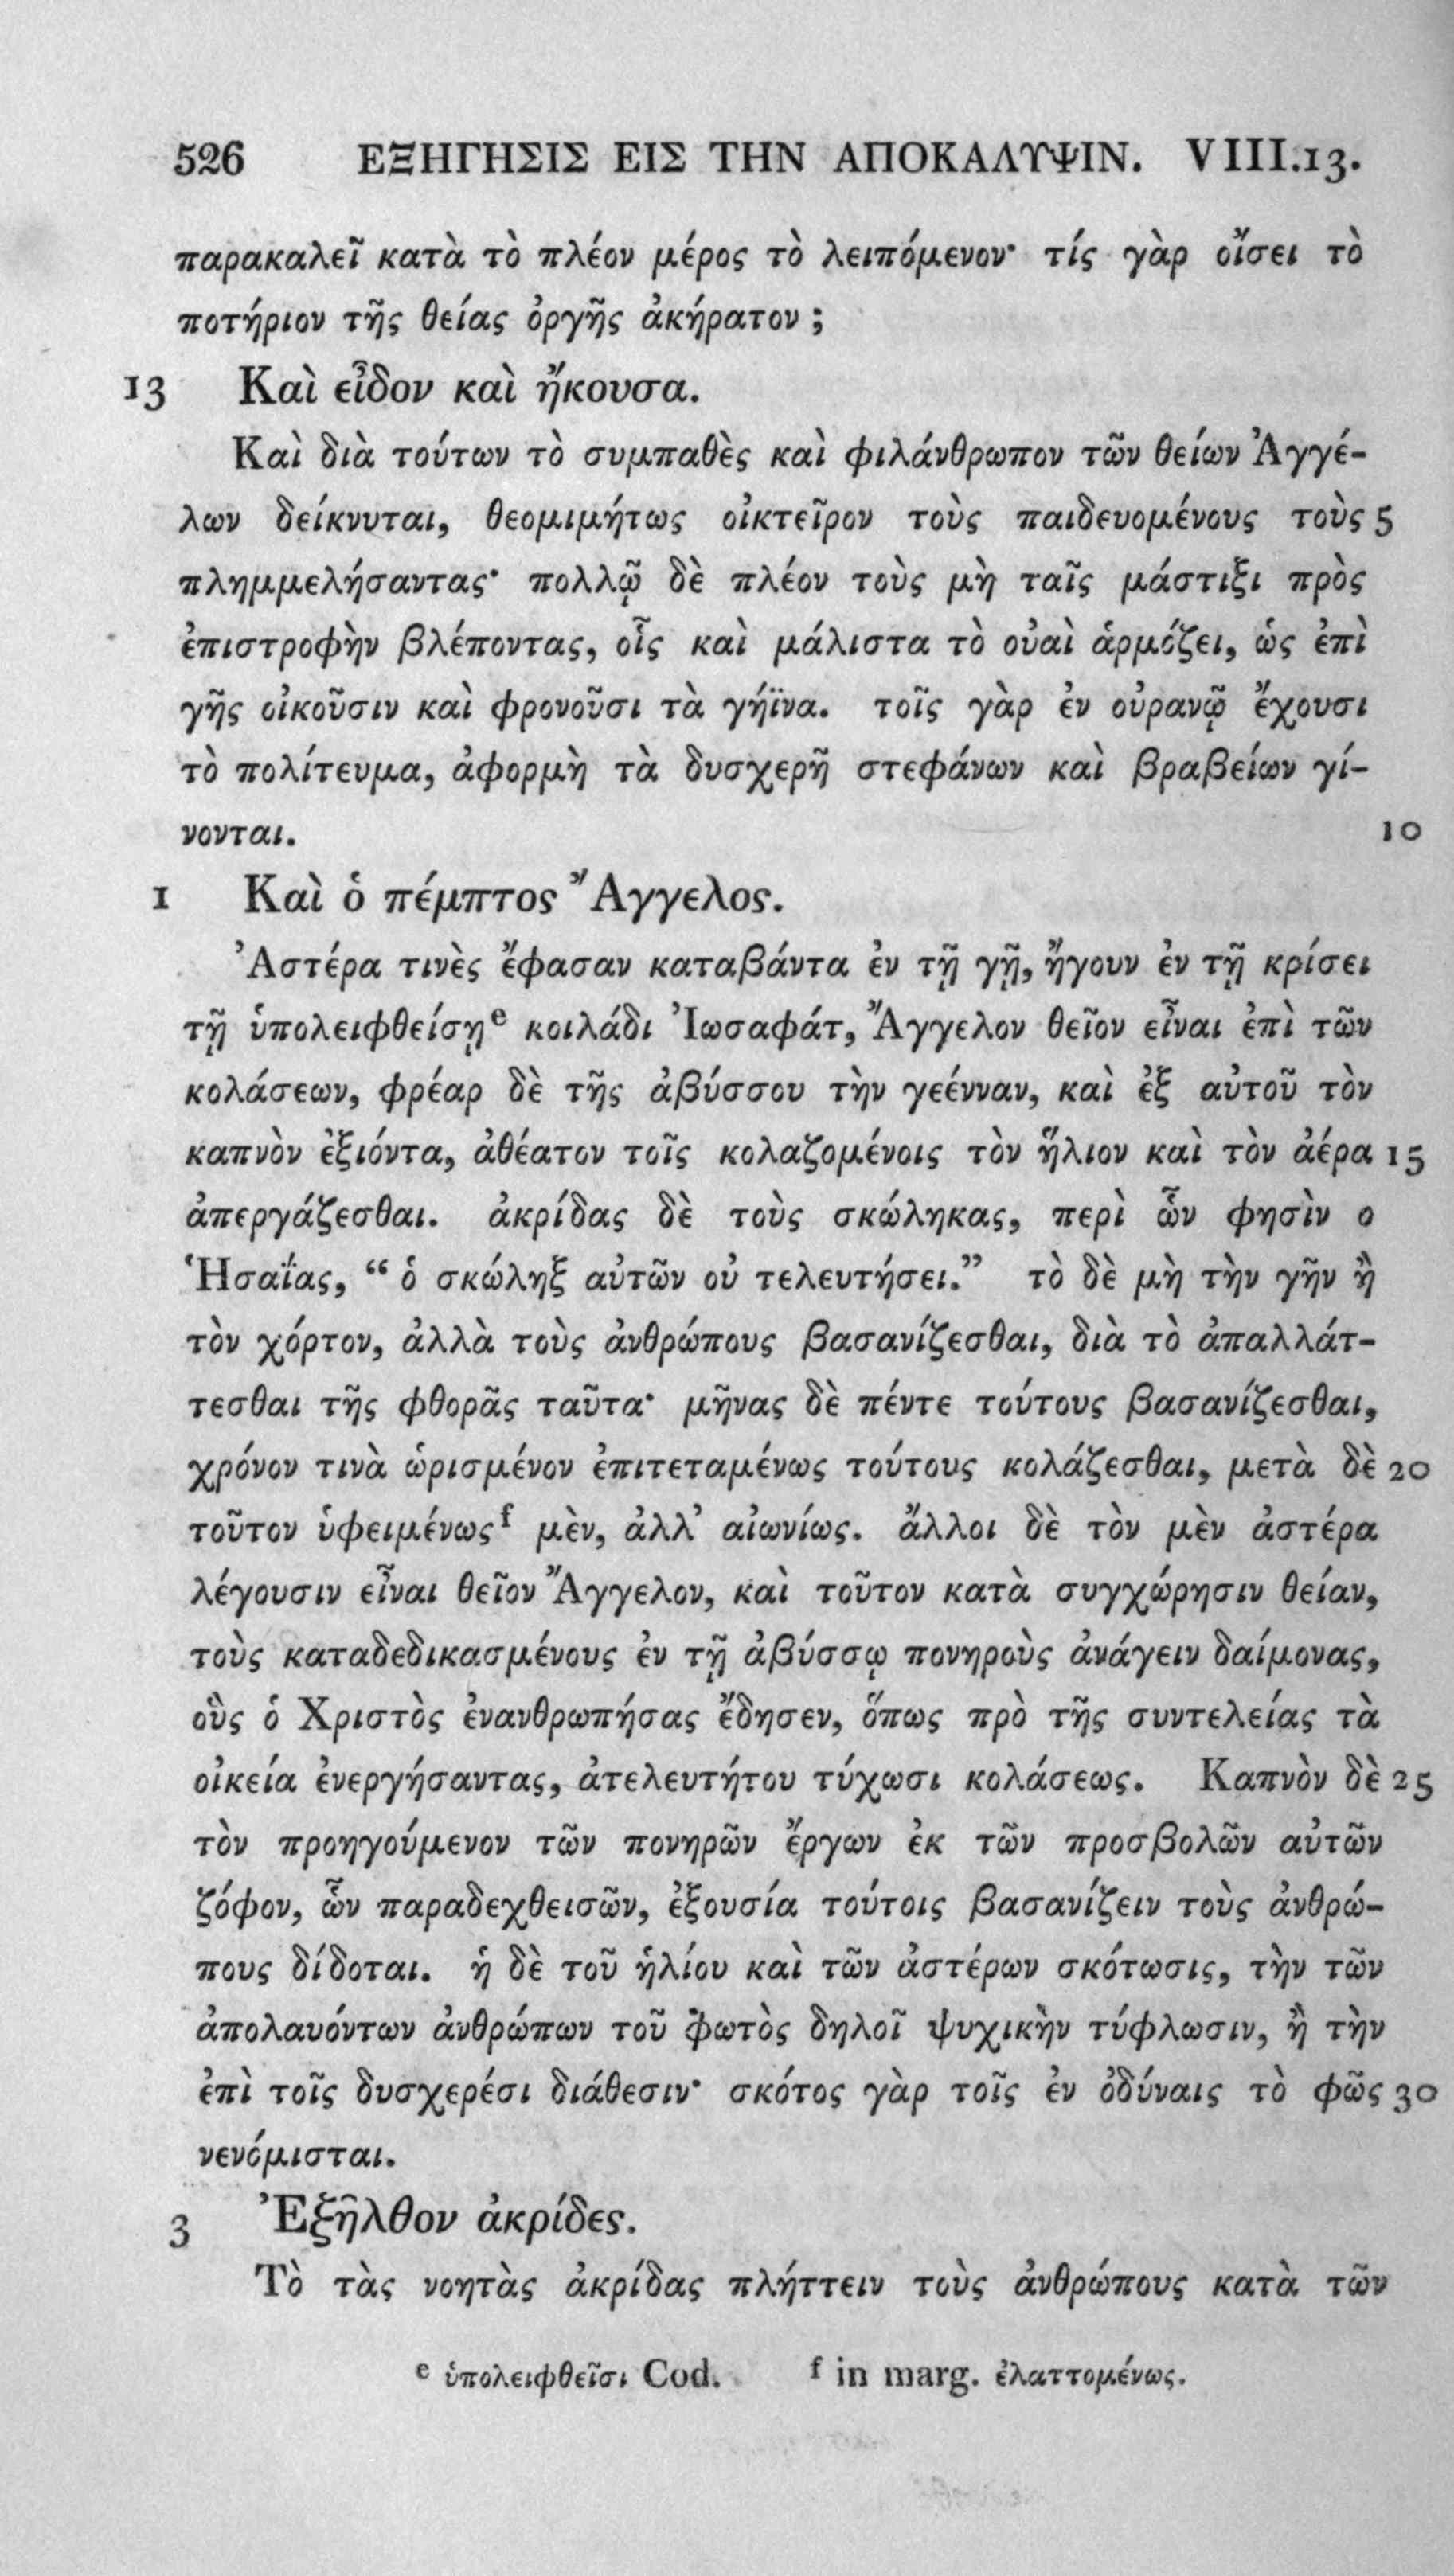 526 ΕΞΗΓΗΣΙΣ ΕΙΣ ΤΗΝ ΑΠΟΚΑΛΥΨΙΝ. VIII.13.
παρακαλεῖ κατὰ τὸ πλέον μέρος τὸ λειπόμενον· τίς γὰρ οἴσει τὸ
ποτήριον τῆς θείας ὀργῆς ἀκήρατον ;
13 Καὶ εἶδον καὶ ἤκουσα.
Καὶ διὰ τούτων τὸ συμπαθὲς καὶ φιλάνθρωπον τῶν θείων Ἀγγέ-
λων δείκνυται, θεομιμήτως οἰκτεῖρον τοὺς παιδευομένους τοὺς 5
πλημμελήσαντας· πολλῷ δὲ πλέον τοὺς μὴ ταῖς μάστιξι πρὸς
ἐπιστροφὴν βλέποντας, οἷς καὶ μάλιστα τὸ οὐαὶ ἁρμόζει, ὡς ἐπὶ
γῆς οἰκοῦσιν καὶ φρονοῦσι τὰ γήϊνα. τοῖς γὰρ ἐν οὐρανῷ ἔχουσι
τὸ πολίτευμα, ἀφορμὴ τὰ δυσχερῆ στεφάνων καὶ βραβείων γί-
νονται. 10
1 Καὶ ὁ πέμπτος Ἄγγελος.
Ἀστέρα τινὲς ἔφασαν καταβάντα ἐν τῇ γῇ, ἤγουν ἐν τῇ κρίσει
τῇ ὑπολειφθείσῃ e κοιλάδι Ἰωσαφάτ, Ἄγγελον θεῖον εἶναι ἐπὶ τῶν
κολάσεων, φρέαρ δὲ τῆς ἀβύσσου τὴν γεένναν, καὶ ἐξ αὐτοῦ τὸν
καπνὸν ἐξιόντα, ἀθέατον τοῖς κολαζομένοις τὸν ἥλιον καὶ τὸν ἀέρα 15
ἀπεργάζεσθαι. ἀκρίδας δὲ τοὺς σκώληκας, περὶ ὧν φησὶν ο
Ἡσαΐας, “ ὁ σκώληξ αὐτῶν οὐ τελευτήσει.” τὸ δὲ μὴ τὴν γῆν ἢ
τὸν χόρτον, ἀλλὰ τοὺς ἀνθρώπους βασανίζεσθαι, διὰ τὸ ἀπαλλάτ-
τεσθαι τῆς φθορᾶς ταῦτα· μῆνας δὲ πέντε τούτους βασανίζεσθαι,
χρόνον τινὰ ὡρισμένον ἐπιτεταμένως τούτους κολάζεσθαι, μετὰ δὲ 20
τοῦτον ὑφειμένως f μὲν, ἀλλ’ αἰωνίως. ἄλλοι δὲ τὸν μὲν ἀστέρα
λέγουσιν εἶναι θεῖον Ἄγγελον, καὶ τοῦτον κατὰ συγχώρησιν θείαν,
τοὺς καταδεδικασμένους ἐν τῇ ἀβύσσῳ πονηροὺς ἀνάγειν δαίμονας,
οὓς ὁ Χριστὸς ἐνανθρωπήσας ἔδησεν, ὅπως πρὸ τῆς συντελείας τὰ
οἰκεία ἐνεργήσαντας, ἀτελευτήτου τύχωσι κολάσεως. Καπνὸν δὲ 25
τὸν προηγούμενον τῶν πονηρῶν ἔργων ἐκ τῶν προσβολῶν αὐτῶν
ζόφον, ὧν παραδεχθεισῶν, ἐξουσία τούτοις βασανίζειν τοὺς ἀνθρώ-
πους δίδοται. ἡ δὲ τοῦ ἡλίου καὶ τῶν ἀστέρων σκότωσις, τὴν τῶν
ἀπολαυόντων ἀνθρώπων τοῦ φωτὸς δηλοῖ ψυχικὴν τύφλωσιν, ἢ τὴν
ἐπὶ τοῖς δυσχερέσι διάθεσιν· σκότος γὰρ τοῖς ἐν ὀδύναις τὸ φῶς 30
νενόμισται.
3 Ἐξῆλθον ἀκρίδες.
Τὸ τὰς νοητὰς ἀκρίδας πλήττειν τοὺς ἀνθρώπους κατὰ τῶν
e ὑπολειφθεῖσι Cod. f in marg. ἐλαττομένως.